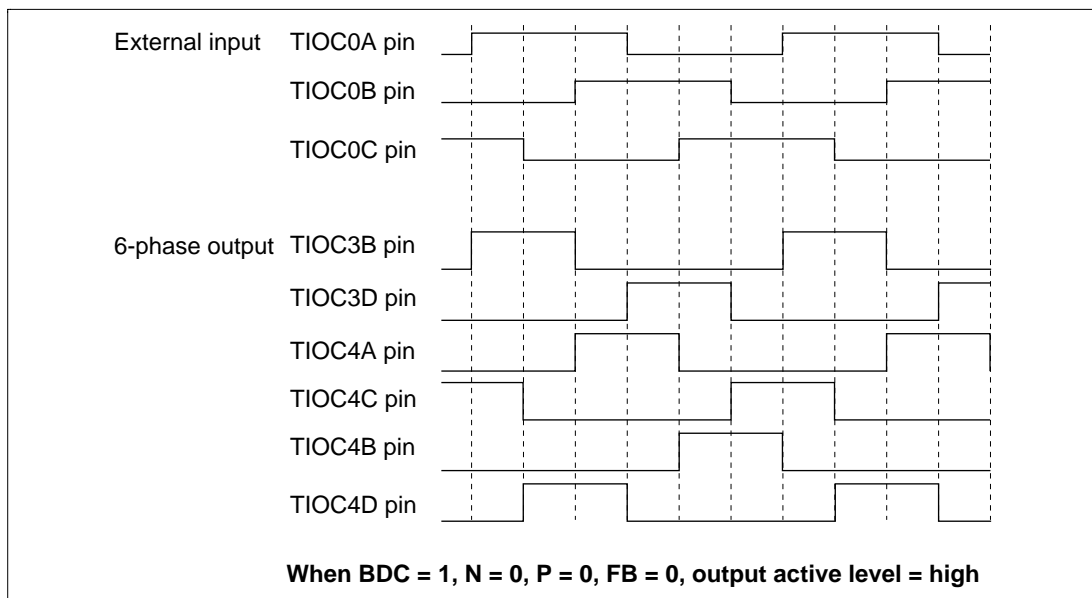 External input TIOC0A pin
TIOC0B pin
TIOC0C pin
6-phase output TIOC3B pin
TIOC3D pin
TIOC4A pin
TIOC4C pin
TIOC4B pin
TIOC4D pin
When BDC = 1, N = 0, P = 0, FB = 0, output active level = high